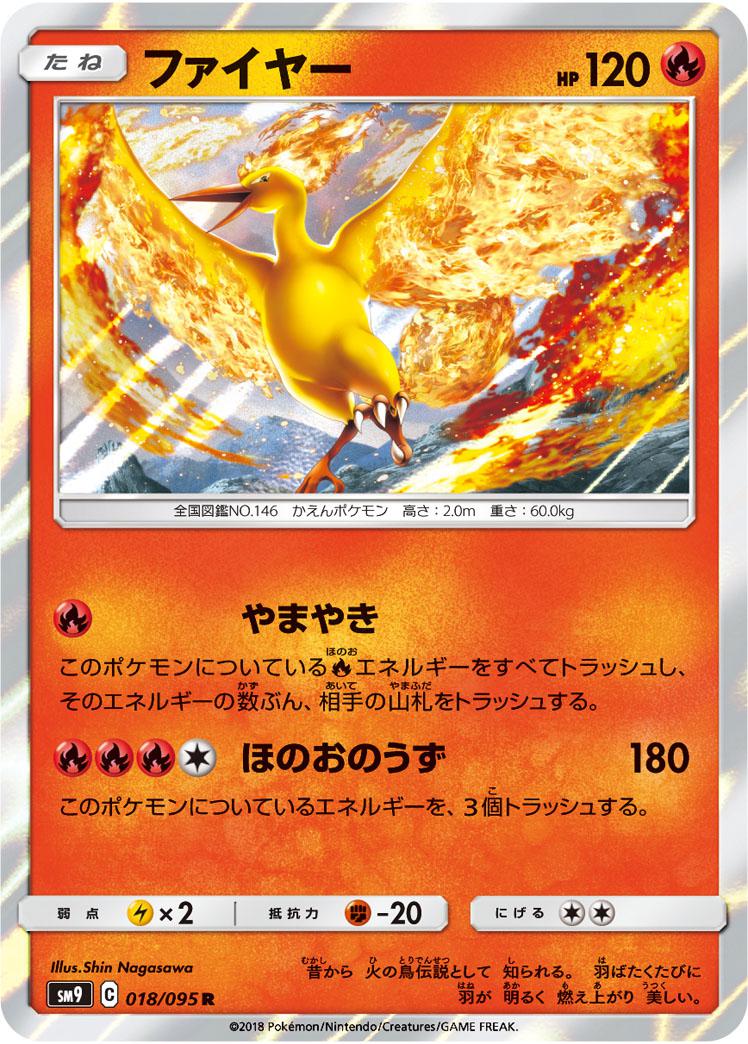 たね ファイヤー HP 120
全国図鑑NO.146 かえんポケモン 高さ：2.0m 重さ：60.0kg
やまやき
このポケモンについているエネルギーをすべてトラッシュし、
そのエネルギーの数ぶん、相手の山札をトラッシュする。
ほのおのうず 180
このポケモンについているエネルギーを、３個トラッシュする。
弱点 ×2 抵抗力 -20 にげる
Illus.Shin Nagasawa
SM9 C 018/095 R
昔から 火の鳥伝説として 知られる。 羽ばたくたびに
羽が 明るく 燃え上がり 美しい。
©2018 Pokémon/Nintendo/Creatures/GAME FREAK.